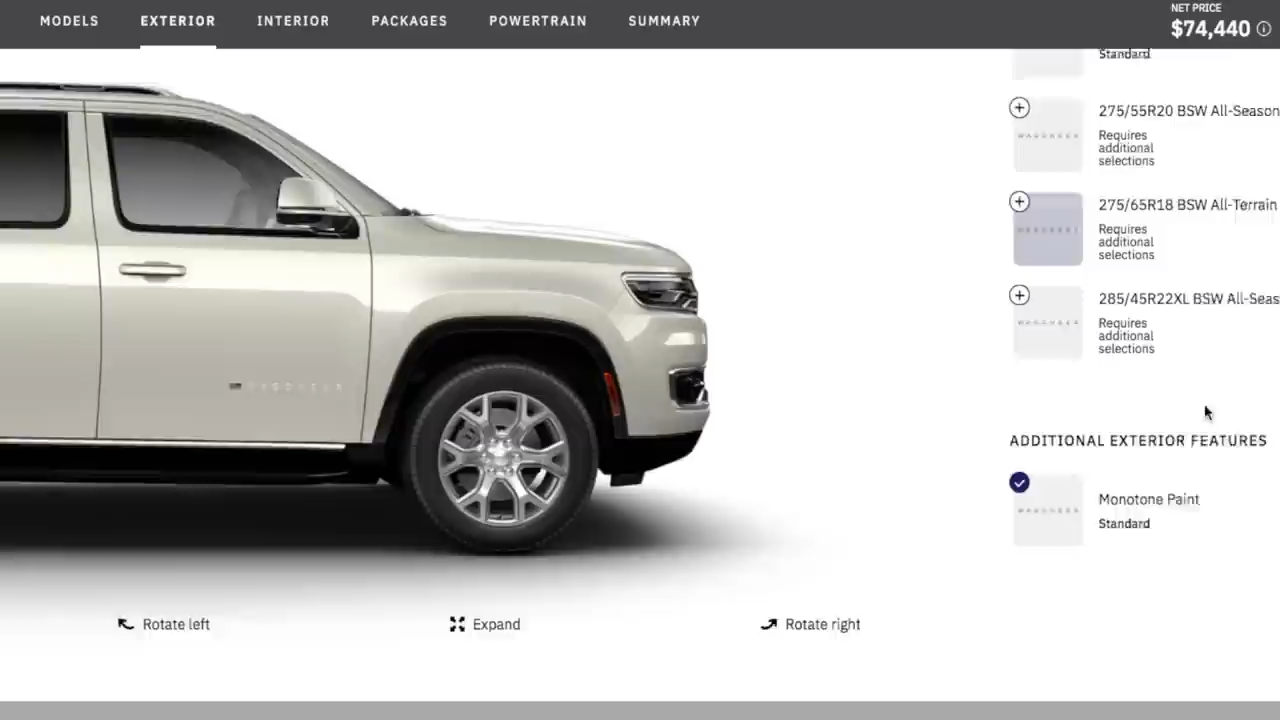 MODELS EXTERIOR INTERIOR PACKAGES POWERTRAIN SUMMARY
NET PRICE
$74,440
Standard
275/55R20 BSW All-Season
Requires
additional
selections
275/65R18 BSW All-Terrain
Requires
additional
selections
285/45R22XL BSW All-Seas
Requires
additional
selections
WAGONEER
ADDITIONAL EXTERIOR FEATURES
WAGONEER
Monotone Paint
Standard
Rotate left Expand Rotate right